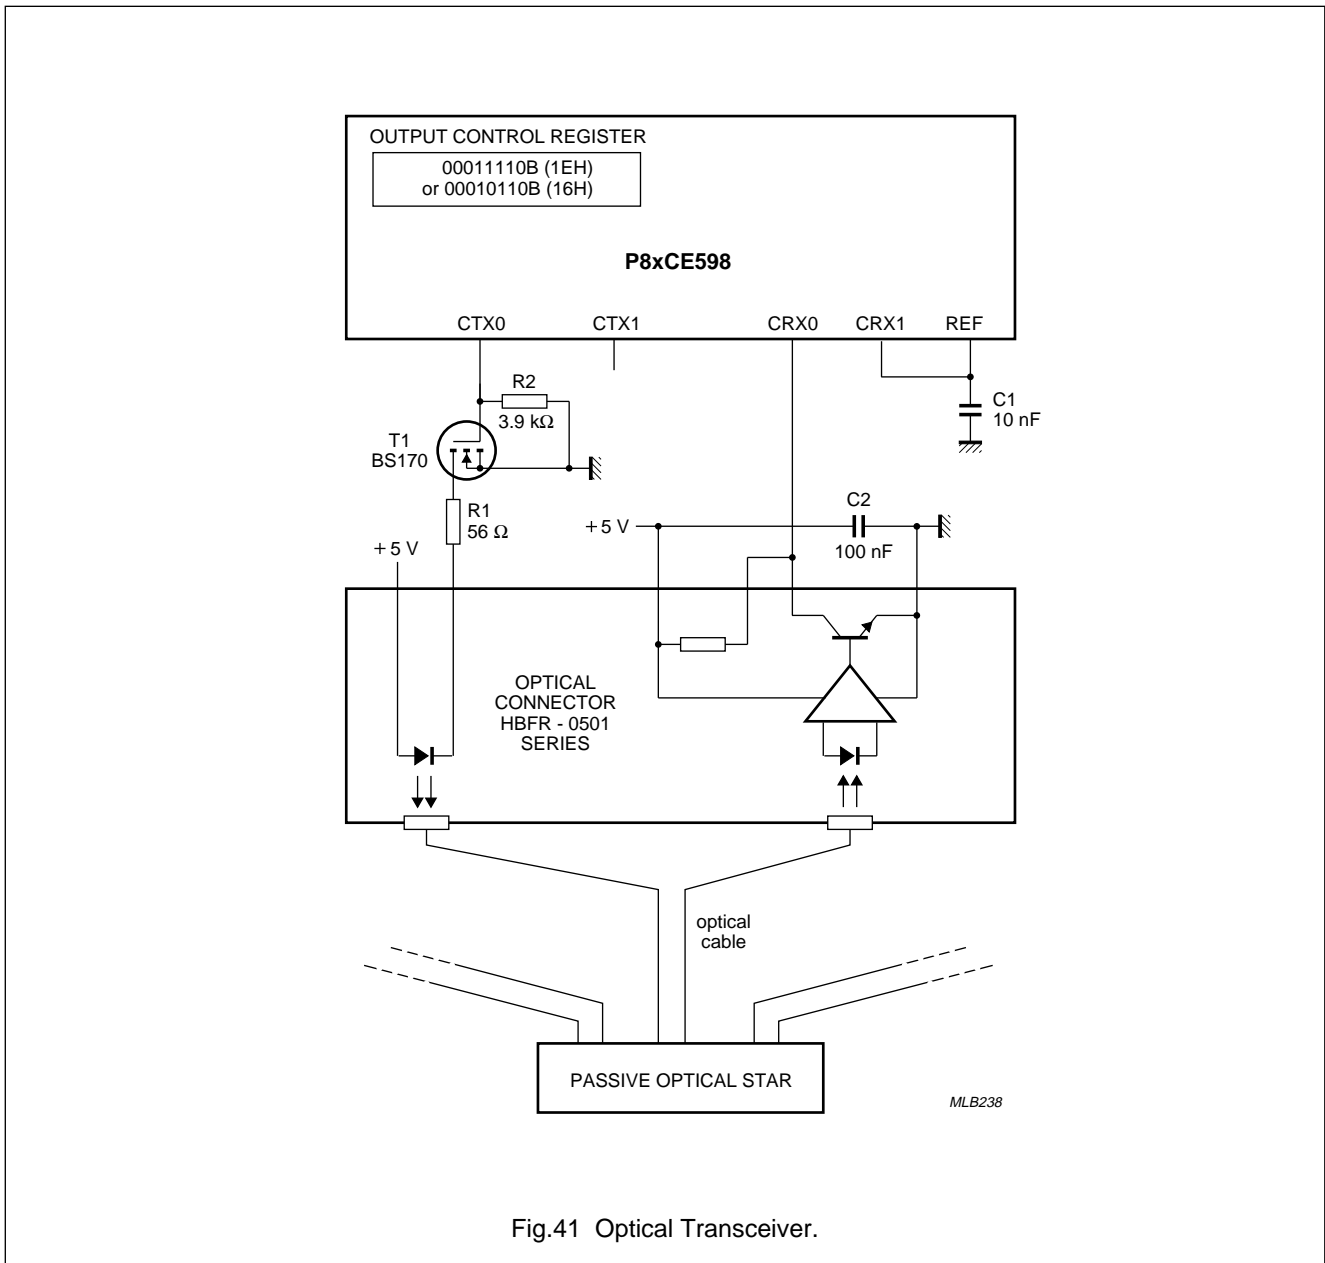 OUTPUT CONTROL REGISTER
00011110B (1EH)
or 00010110B (16H)
P8xCE598
CTX0
CTX1
CRX0
CRX1
REF
R2
3.9 kΩ
C1
10 nF
T1
BS170
R1
56 Ω
+5 V
C2
100 nF
+5 V
OPTICAL
CONNECTOR
HBFR - 0501
SERIES
optical
cable
PASSIVE OPTICAL STAR
MLB238
Fig.41 Optical Transceiver.